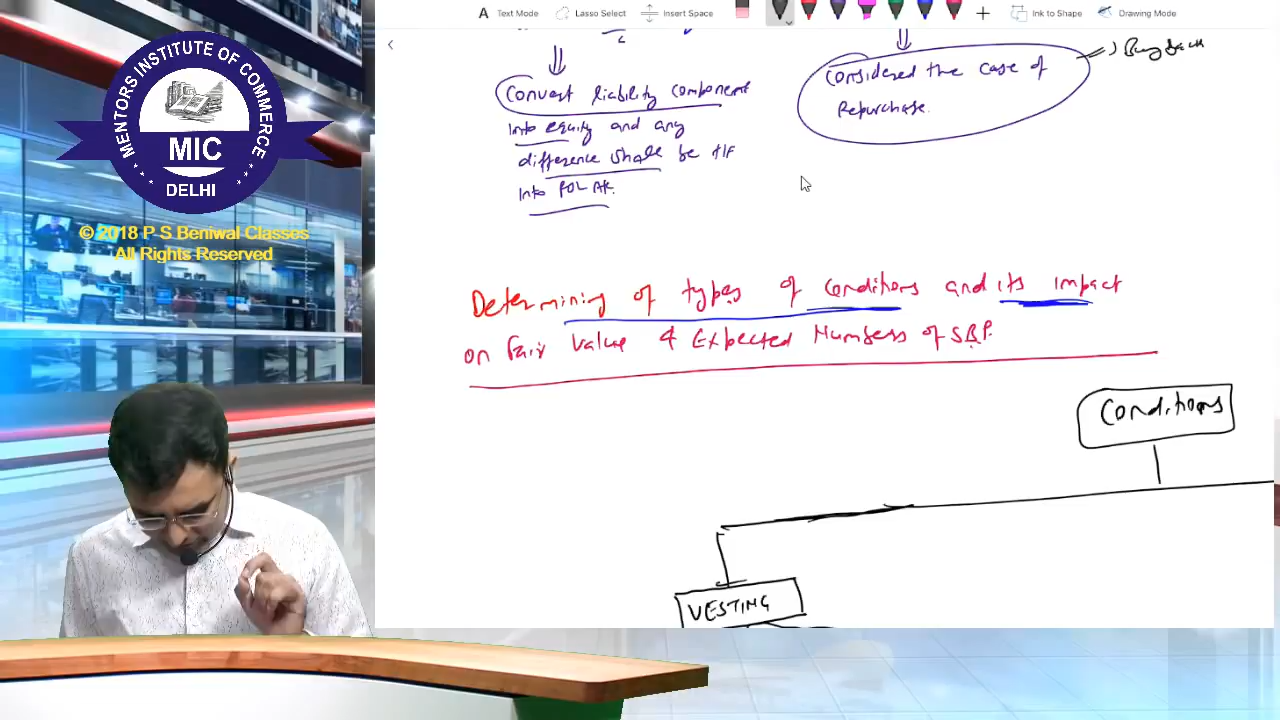 Text Mode
Lasso Select
Insert Space
Ink to Shape
Drawing Mode
MENTORS INSTITUTE OF COMMERCE
MIC
DELHI
© 2018 P S Beniwal Classes
All Rights Reserved
Convert liability component
into equity and any
difference shall be
Into
Considered the case of
Repurchase.
Determining of types of conditions and its impact
on Fair Value & Expected Numbers of S.B.P.
Conditions
VESTING